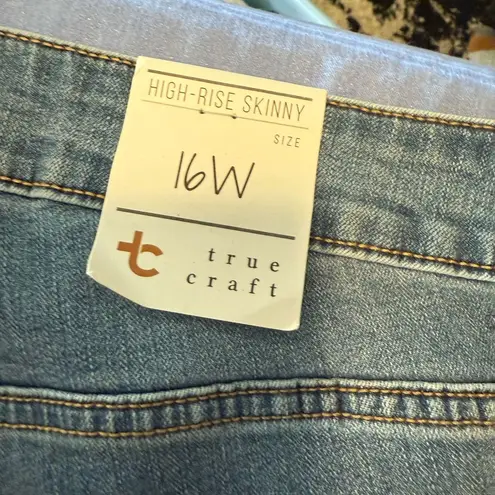 HIGH-RISE SKINNY
SIZE
16W
tc
true
craft